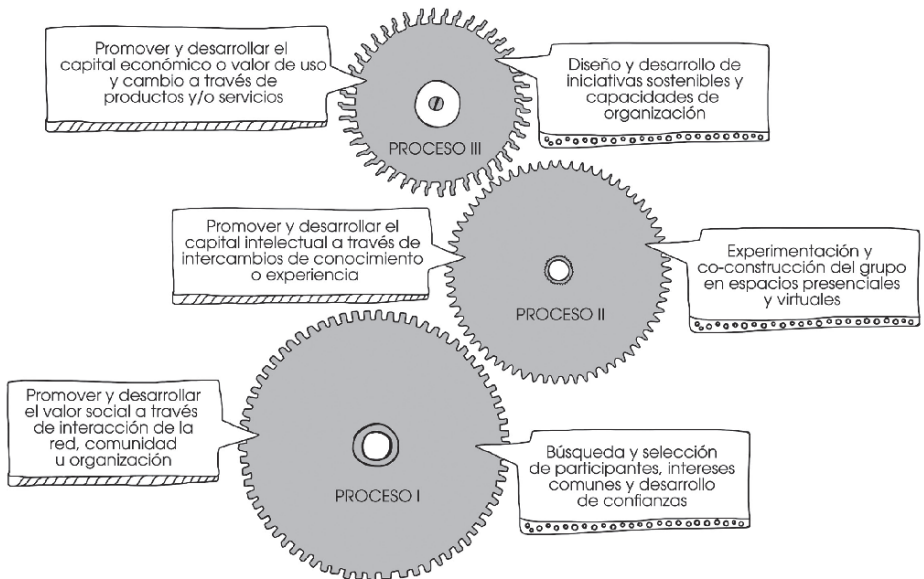 Promover y desarrollar el
capital económico o valor de uso
y cambio a través de
productos y/o servicios
Diseño y desarrollo de
iniciativas sostenibles y
capacidades de
organización
PROCESO III
Promover y desarrollar el
capital intelectual a través de
intercambios de conocimiento
o experiencia
Experimentación y
co-construcción del grupo
en espacios presenciales
y virtuales
PROCESO II
Promover y desarrollar
el valor social a través
de interacción de la
red, comunidad
u organización
Búsqueda y selección
de participantes, intereses
comunes y desarrollo
de confianzas
PROCESO I